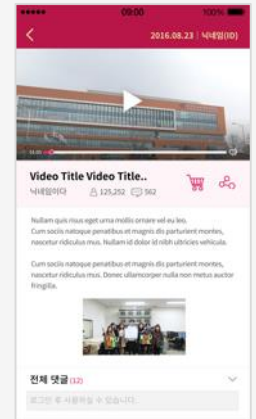 09:00 100%
2016.08.23 | 닉네임(ID)
Video Title Video Title..
닉네임이다 125,252 562
Nullam quis risus eget urna mollis ornare vel eu leo.
Cum sociis natoque penatibus et magnis dis parturient montes,
nascetur ridiculus mus. Nullam id dolor id nibh ultricies vehicula.
Cum sociis natoque penatibus et magnis dis parturient montes,
nascetur ridiculus mus. Donec ullamcorper nulla non metus auctor
fringilla.
전체 댓글 (12)
로그인 후 사용하실 수 있습니다.